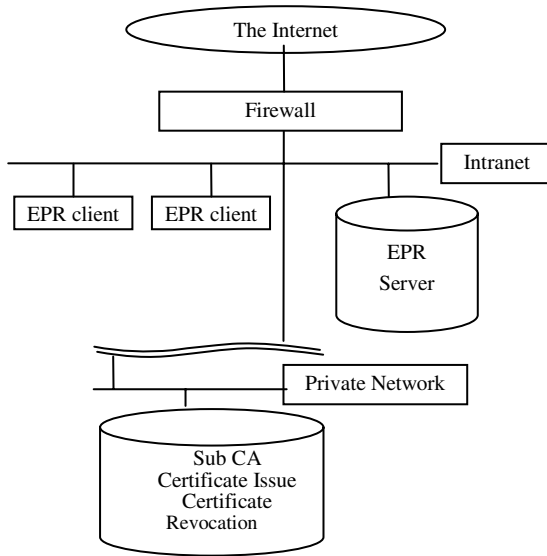 The Internet
Firewall
Intranet
EPR client
EPR client
EPR
Server
Private Network
Sub CA
Certificate Issue
Certificate
Revocation